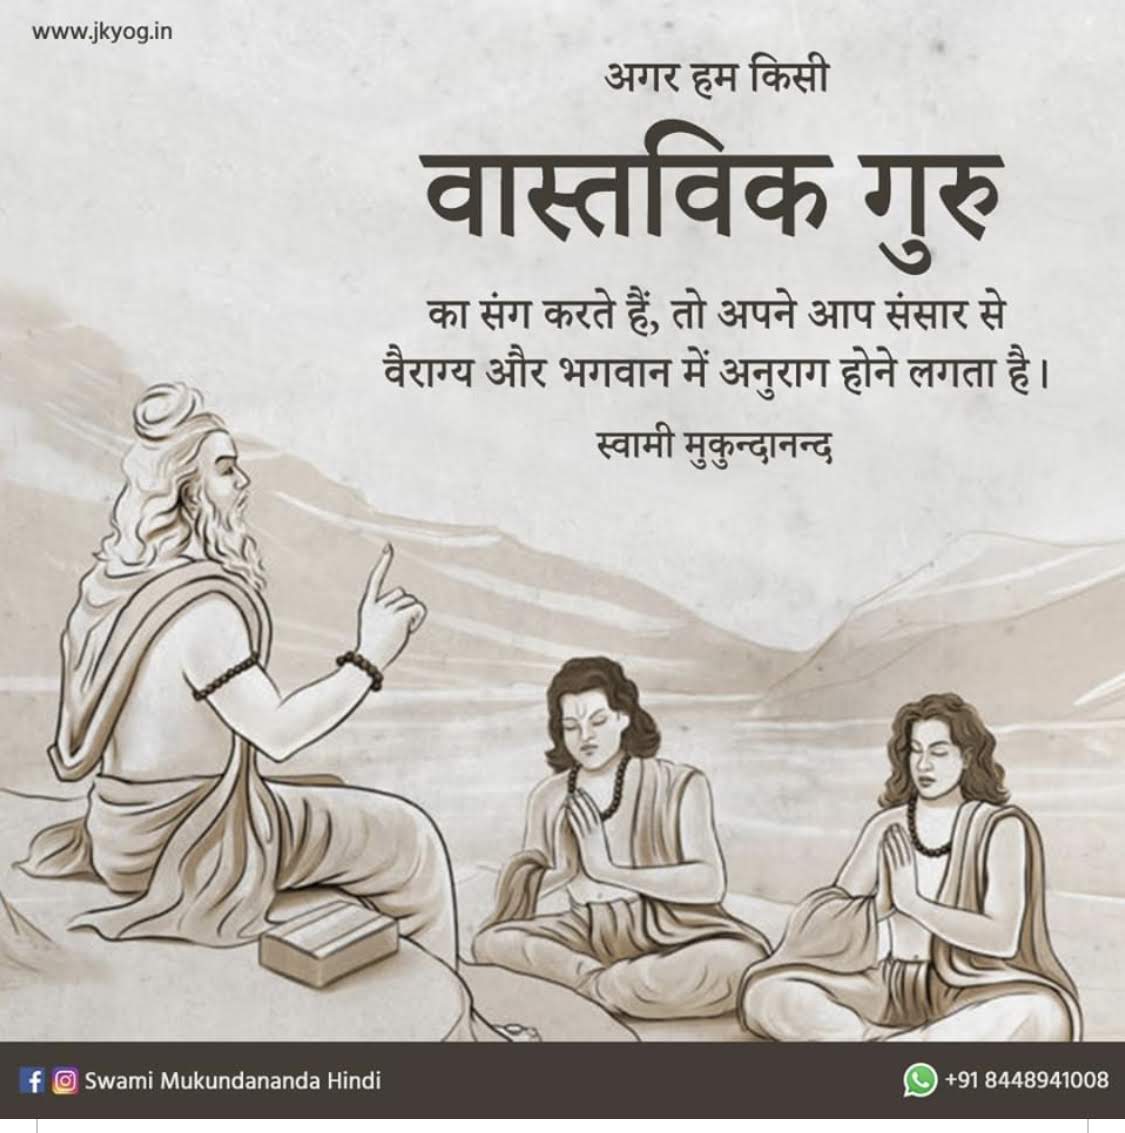 www.jkyog.in
अगर हम किसी
वास्तविक गुरु
का संग करते हैं, तो अपने आप संसार से
वैराग्य और भगवान में अनुराग होने लगता है।
स्वामी मुकुन्दानन्द
Swami Mukundananda Hindi
+91 8448941008